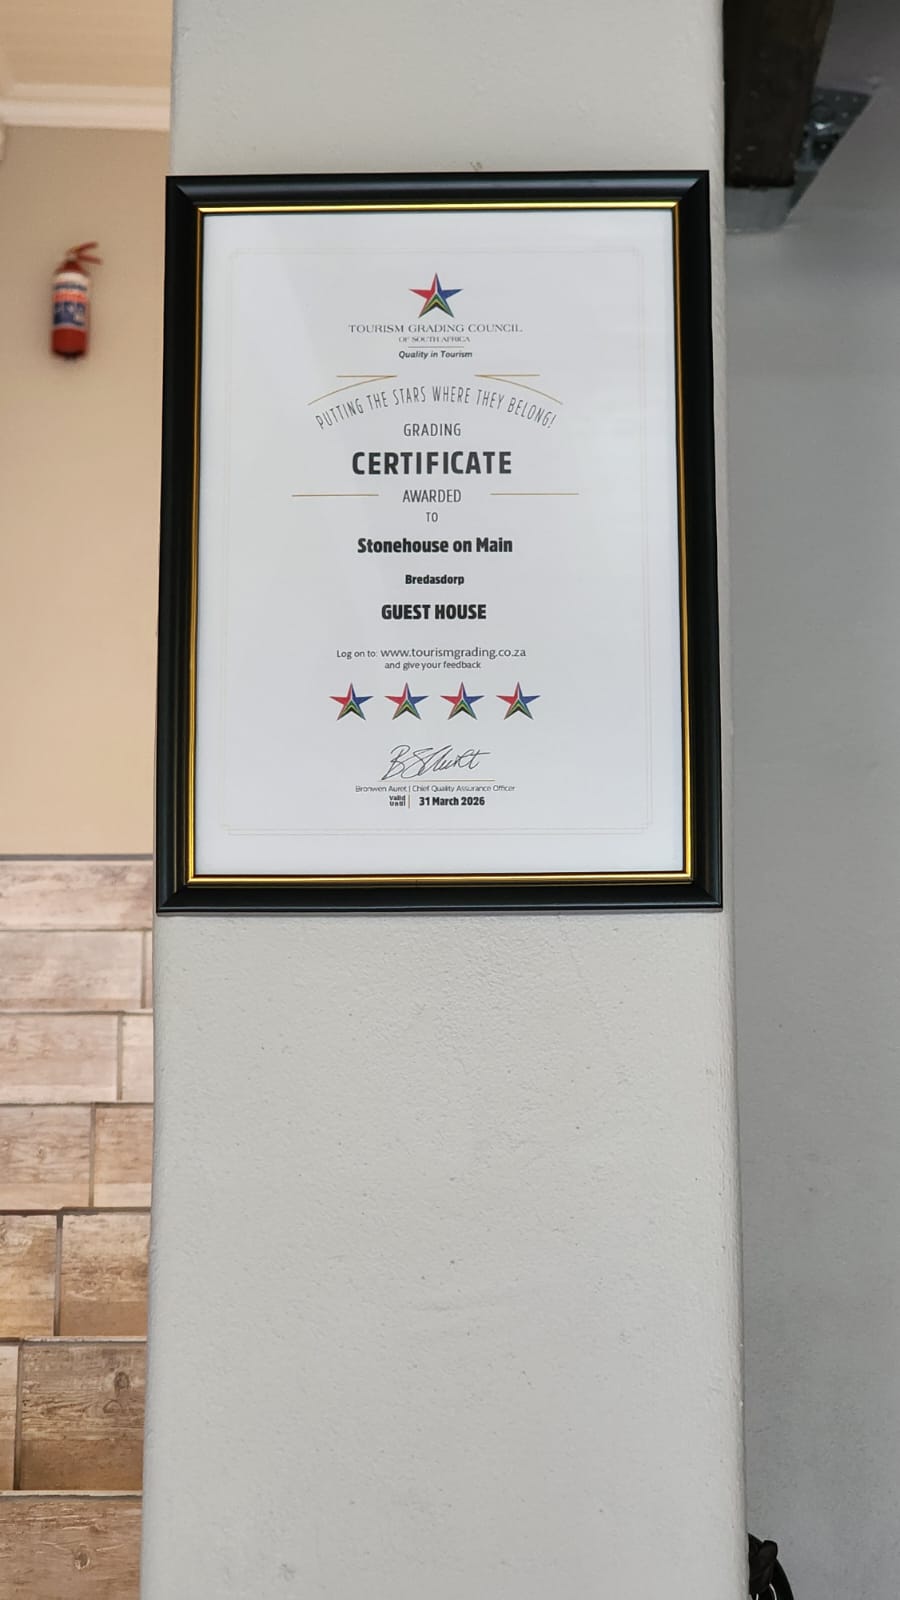 TOURISM GRADING COUNCIL
OF SOUTH AFRICA
Quality in Tourism
PUTTING THE STARS WHERE THEY BELONG!
GRADING
CERTIFICATE
AWARDED
TO
Stonehouse on Main
Bredasdorp
GUEST HOUSE
Log on to: www.tourismgrading.co.za
and give your feedback
Bronwen Auret | Chief Quality Assurance Officer
Valid Until | 31 March 2026